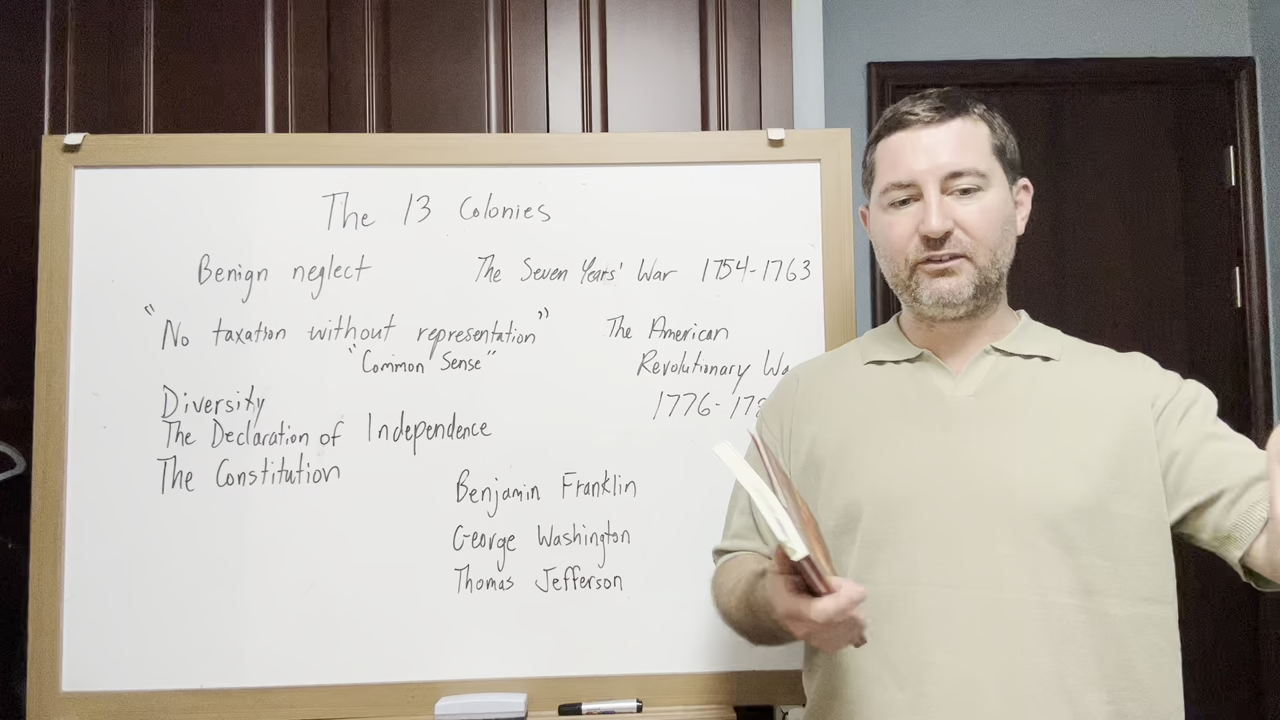 The 13 Colonies
Benign neglect
The Seven Years' War 1754-1763
"No taxation without representation"
"Common Sense"
The American
Revolutionary
1776-
Diversity
The Declaration of Independence
The Constitution
Benjamin Franklin
George Washington
Thomas Jefferson